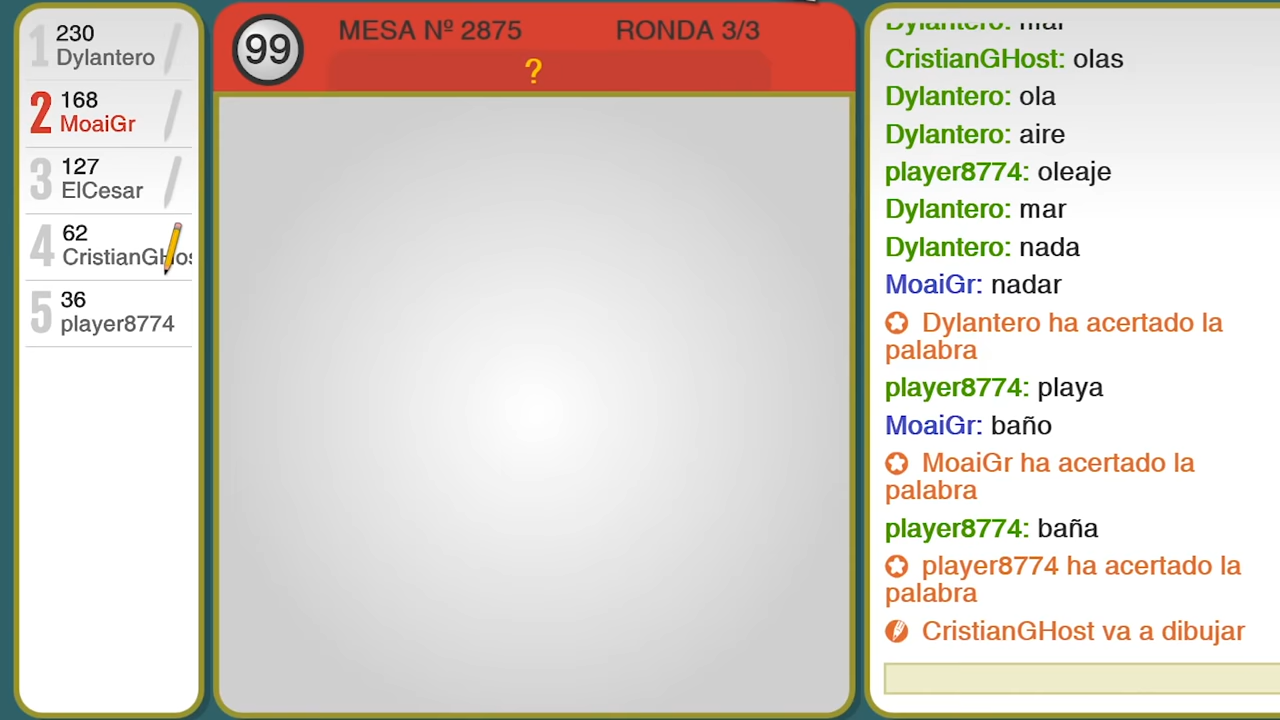 1 230
Dylantero
2 168
MoaiGr
3 127
ElCesar
4 62
CristianGHos
5 36
player8774
99
MESA Nº 2875
RONDA 3/3
?
Dylantero: mar
CristianGHost: olas
Dylantero: ola
Dylantero: aire
player8774: oleaje
Dylantero: mar
Dylantero: nada
MoaiGr: nadar
Dylantero ha acertado la
palabra
player8774: playa
MoaiGr: baño
MoaiGr ha acertado la
palabra
player8774: baña
player8774 ha acertado la
palabra
CristianGHost va a dibujar